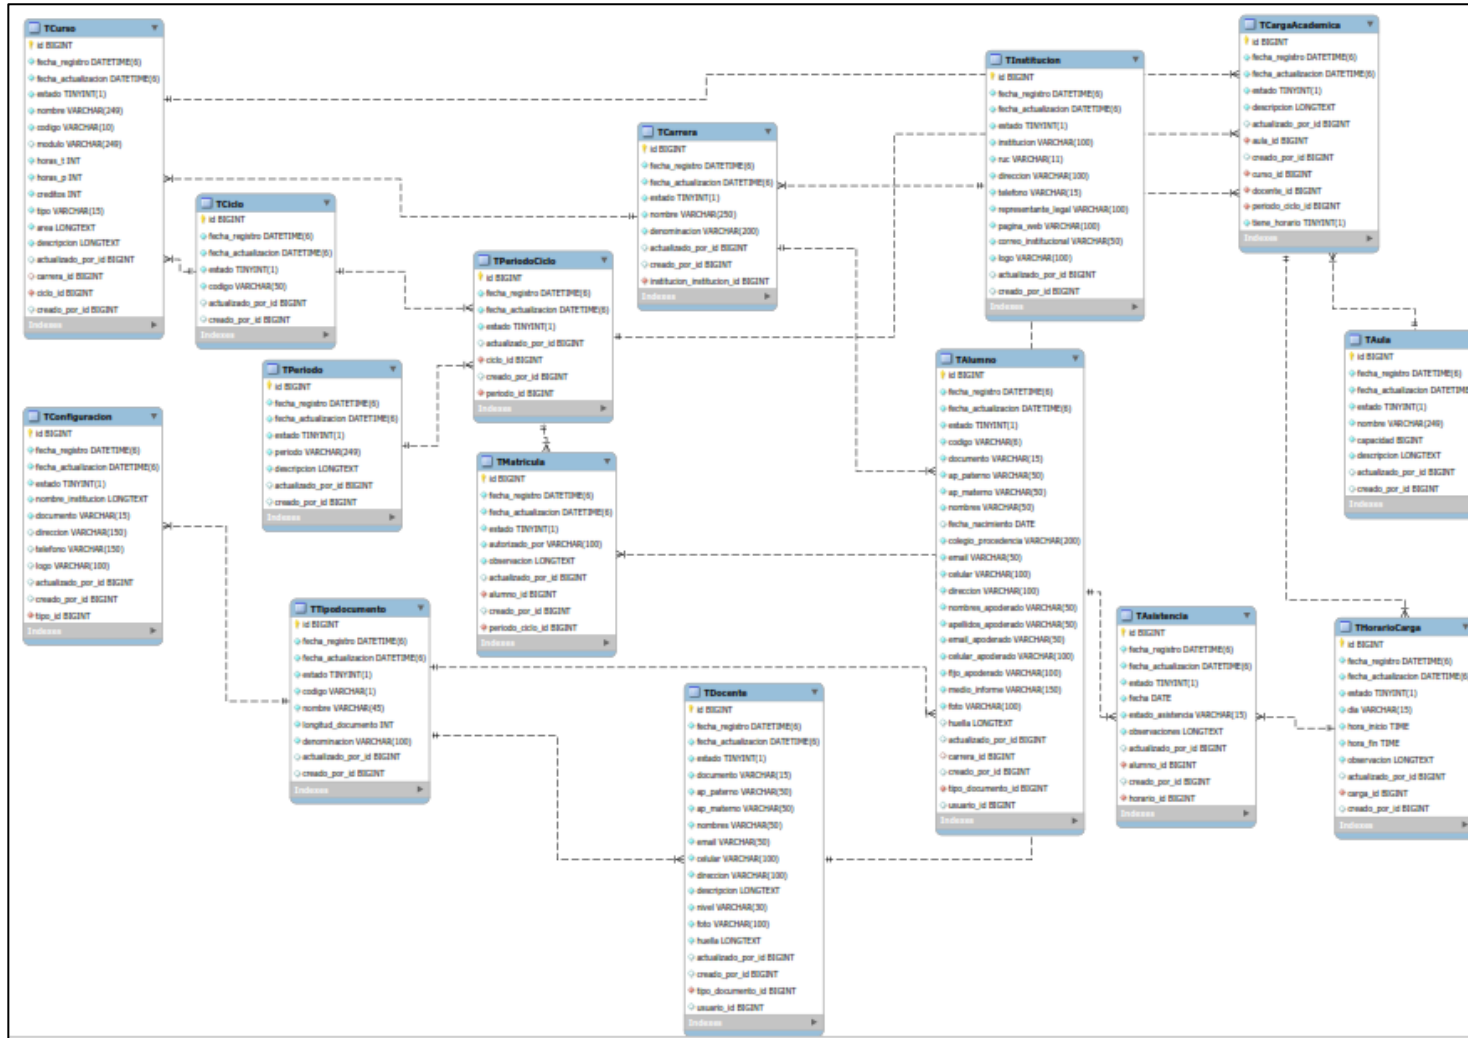 TCurso
id BIGINT
fecha_registro DATETIME(6)
fecha_actualizacion DATETIME(6)
estado TINYINT(1)
nombre VARCHAR(249)
codigo VARCHAR(10)
modulo VARCHAR(249)
horas_t INT
horas_p INT
creditos INT
tipo VARCHAR(15)
area LONGTEXT
descripcion LONGTEXT
actualizado_por_id BIGINT
carrera_id BIGINT
ciclo_id BIGINT
creado_por_id BIGINT
Indexes
TCiclo
id BIGINT
fecha_registro DATETIME(6)
fecha_actualizacion DATETIME(6)
estado TINYINT(1)
codigo VARCHAR(50)
actualizado_por_id BIGINT
creado_por_id BIGINT
Indexes
TPeriodo
id BIGINT
fecha_registro DATETIME(6)
fecha_actualizacion DATETIME(6)
estado TINYINT(1)
periodo VARCHAR(249)
descripcion LONGTEXT
actualizado_por_id BIGINT
creado_por_id BIGINT
Indexes
TConfiguracion
id BIGINT
fecha_registro DATETIME(6)
fecha_actualizacion DATETIME(6)
estado TINYINT(1)
nombre_institucion LONGTEXT
documento VARCHAR(15)
direccion VARCHAR(150)
telefono VARCHAR(150)
logo VARCHAR(100)
actualizado_por_id BIGINT
creado_por_id BIGINT
tipo_id BIGINT
Indexes
TTipodocumento
id BIGINT
fecha_registro DATETIME(6)
fecha_actualizacion DATETIME(6)
estado TINYINT(1)
codigo VARCHAR(1)
nombre VARCHAR(45)
longitud_documento INT
denominacion VARCHAR(100)
actualizado_por_id BIGINT
creado_por_id BIGINT
Indexes
TPeriodoCiclo
id BIGINT
fecha_registro DATETIME(6)
fecha_actualizacion DATETIME(6)
estado TINYINT(1)
actualizado_por_id BIGINT
ciclo_id BIGINT
creado_por_id BIGINT
periodo_id BIGINT
Indexes
TMatricula
id BIGINT
fecha_registro DATETIME(6)
fecha_actualizacion DATETIME(6)
estado TINYINT(1)
autorizado_por VARCHAR(100)
observacion LONGTEXT
actualizado_por_id BIGINT
alumno_id BIGINT
creado_por_id BIGINT
periodo_ciclo_id BIGINT
Indexes
TCarrera
id BIGINT
fecha_registro DATETIME(6)
fecha_actualizacion DATETIME(6)
estado TINYINT(1)
nombre VARCHAR(250)
denominacion VARCHAR(200)
actualizado_por_id BIGINT
creado_por_id BIGINT
institucion_institucion_id BIGINT
Indexes
TDocente
id BIGINT
fecha_registro DATETIME(6)
fecha_actualizacion DATETIME(6)
estado TINYINT(1)
documento VARCHAR(15)
ap_paterno VARCHAR(50)
ap_materno VARCHAR(50)
nombres VARCHAR(50)
email VARCHAR(50)
celular VARCHAR(100)
direccion VARCHAR(100)
descripcion LONGTEXT
nivel VARCHAR(30)
foto VARCHAR(100)
huella LONGTEXT
actualizado_por_id BIGINT
creado_por_id BIGINT
tipo_documento_id BIGINT
usuario_id BIGINT
Indexes
TInstitucion
id BIGINT
fecha_registro DATETIME(6)
fecha_actualizacion DATETIME(6)
estado TINYINT(1)
institucion VARCHAR(100)
ruc VARCHAR(11)
direccion VARCHAR(100)
telefono VARCHAR(15)
representante_legal VARCHAR(100)
pagina_web VARCHAR(100)
correo_institucional VARCHAR(50)
logo VARCHAR(100)
actualizado_por_id BIGINT
creado_por_id BIGINT
Indexes
TAlumno
id BIGINT
fecha_registro DATETIME(6)
fecha_actualizacion DATETIME(6)
estado TINYINT(1)
codigo VARCHAR(6)
documento VARCHAR(15)
ap_paterno VARCHAR(50)
ap_materno VARCHAR(50)
nombres VARCHAR(50)
fecha_nacimiento DATE
colegio_procedencia VARCHAR(200)
email VARCHAR(50)
celular VARCHAR(100)
direccion VARCHAR(100)
nombres_apoderado VARCHAR(50)
apellidos_apoderado VARCHAR(50)
email_apoderado VARCHAR(50)
celular_apoderado VARCHAR(100)
fijo_apoderado VARCHAR(100)
medio_informe VARCHAR(150)
foto VARCHAR(100)
huella LONGTEXT
actualizado_por_id BIGINT
carrera_id BIGINT
creado_por_id BIGINT
tipo_documento_id BIGINT
usuario_id BIGINT
Indexes
TCargaAcademica
id BIGINT
fecha_registro DATETIME(6)
fecha_actualizacion DATETIME(6)
estado TINYINT(1)
descripcion LONGTEXT
actualizado_por_id BIGINT
aula_id BIGINT
creado_por_id BIGINT
curso_id BIGINT
docente_id BIGINT
periodo_ciclo_id BIGINT
tiene_horario TINYINT(1)
Indexes
TAula
id BIGINT
fecha_registro DATETIME(6)
fecha_actualizacion DATETIME
estado TINYINT(1)
nombre VARCHAR(249)
capacidad BIGINT
descripcion LONGTEXT
actualizado_por_id BIGINT
creado_por_id BIGINT
Indexes
TAsistencia
id BIGINT
fecha_registro DATETIME(6)
fecha_actualizacion DATETIME(6)
estado TINYINT(1)
fecha DATE
estado_asistencia VARCHAR(15)
observaciones LONGTEXT
actualizado_por_id BIGINT
alumno_id BIGINT
creado_por_id BIGINT
horario_id BIGINT
Indexes
THorarioCarga
id BIGINT
fecha_registro DATETIME(6)
fecha_actualizacion DATETIME(6
estado TINYINT(1)
dia VARCHAR(15)
hora_inicio TIME
hora_fin TIME
observacion LONGTEXT
actualizado_por_id BIGINT
carga_id BIGINT
creado_por_id BIGINT
Indexes